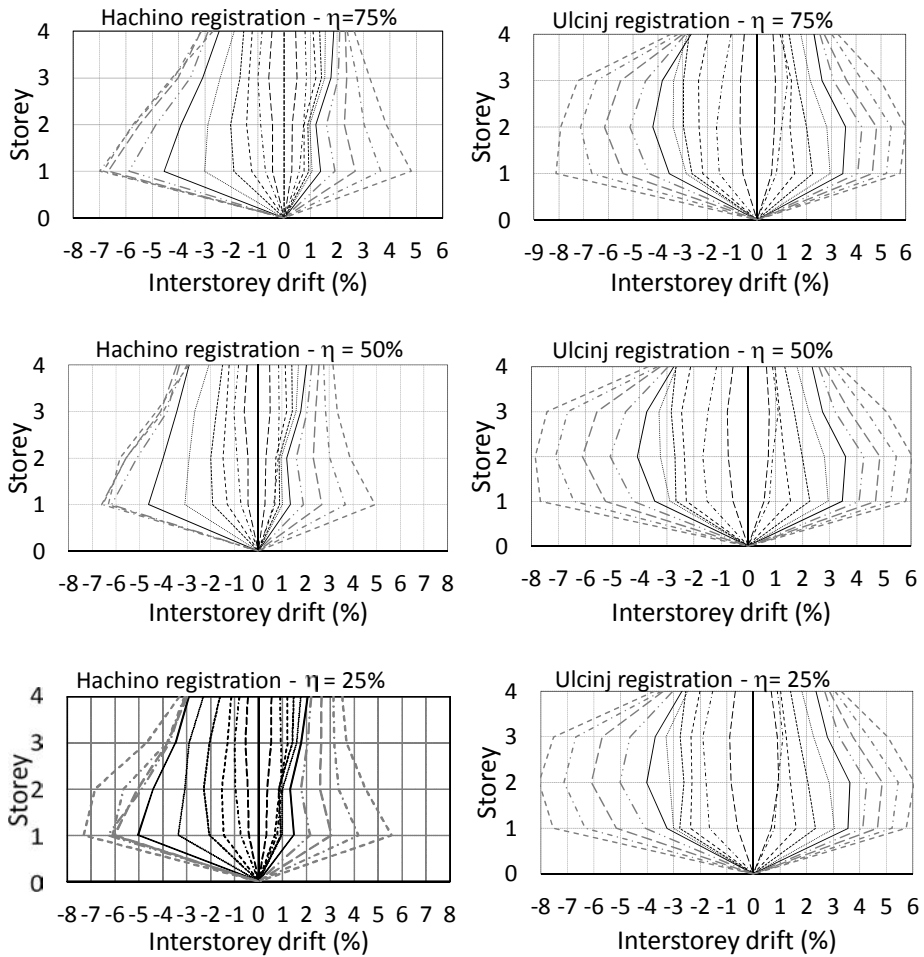 Hachino registration - η=75%
4
3
2
1
0
Storey
-8 -7 -6 -5 -4 -3 -2 -1 0 1 2 3 4 5 6
Interstorey drift (%)
Ulcinj registration - η = 75%
4
3
2
1
0
Storey
-9 -8 -7 -6 -5 -4 -3 -2 -1 0 1 2 3 4 5 6
Interstorey drift (%)
Hachino registration - η = 50%
4
3
2
1
0
Storey
-8 -7 -6 -5 -4 -3 -2 -1 0 1 2 3 4 5 6 7 8
Interstorey drift (%)
Ulcinj registration - η = 50%
4
3
2
1
0
Storey
-8 -7 -6 -5 -4 -3 -2 -1 0 1 2 3 4 5 6
Interstorey drift (%)
Hachino registration - η = 25%
4
3
2
1
0
Storey
-8 -7 -6 -5 -4 -3 -2 -1 0 1 2 3 4 5 6 7 8
Interstorey drift (%)
Ulcinj registration - η= 25%
4
3
2
1
0
Storey
-8 -7 -6 -5 -4 -3 -2 -1 0 1 2 3 4 5 6
Interstorey drift (%)